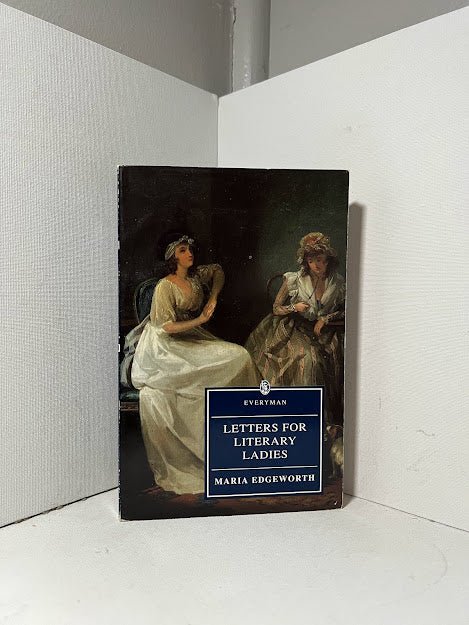 EVERYMAN
LETTERS FOR
LITERARY
LADIES
MARIA EDGEWORTH